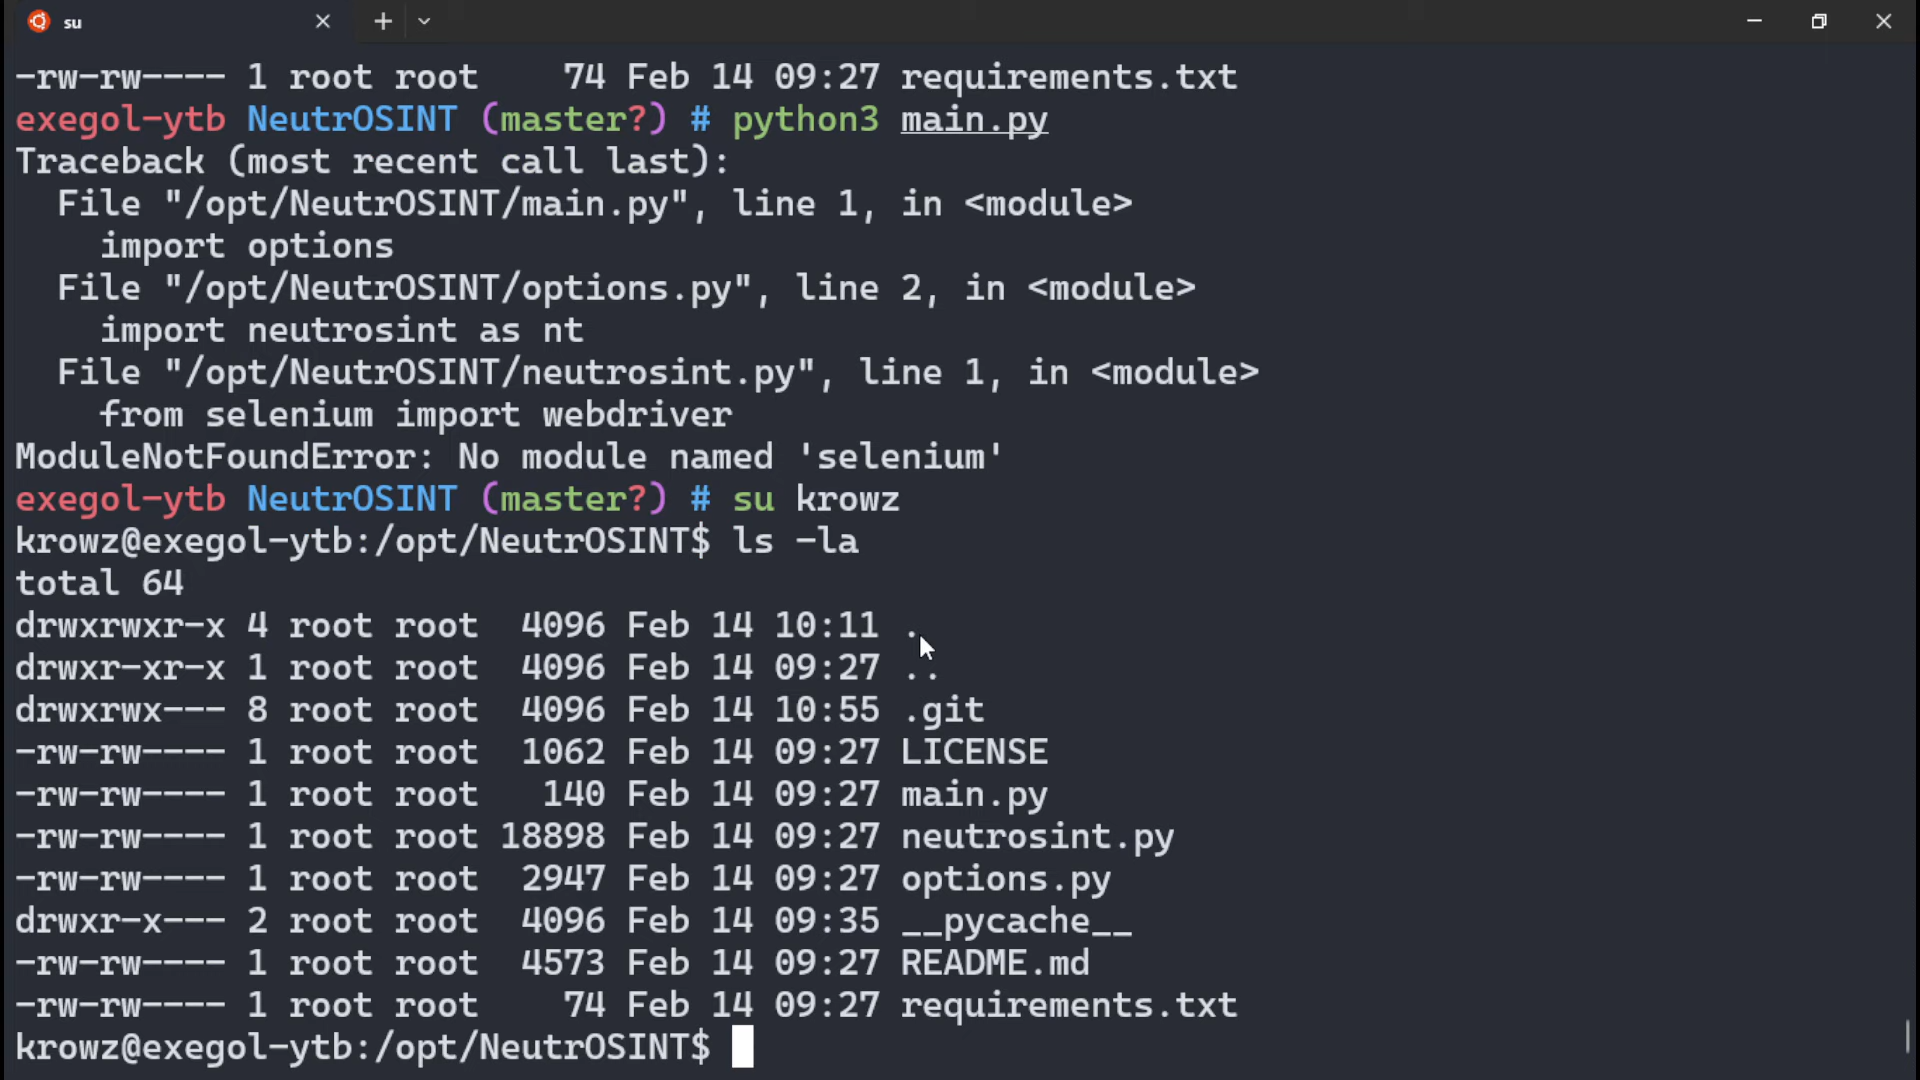 su
-rw-rw---- 1 root root    74 Feb 14 09:27 requirements.txt
exegol-ytb NeutrOSINT (master?) # python3 main.py
Traceback (most recent call last):
  File "/opt/NeutrOSINT/main.py", line 1, in <module>
    import options
  File "/opt/NeutrOSINT/options.py", line 2, in <module>
    import neutrosint as nt
  File "/opt/NeutrOSINT/neutrosint.py", line 1, in <module>
    from selenium import webdriver
ModuleNotFoundError: No module named 'selenium'
exegol-ytb NeutrOSINT (master?) # su krowz
krowz@exegol-ytb:/opt/NeutrOSINT$ ls -la
total 64
drwxrwxr-x 4 root root  4096 Feb 14 10:11 .
drwxr-xr-x 1 root root  4096 Feb 14 09:27 ..
drwxrwx--- 8 root root  4096 Feb 14 10:55 .git
-rw-rw---- 1 root root  1062 Feb 14 09:27 LICENSE
-rw-rw---- 1 root root   140 Feb 14 09:27 main.py
-rw-rw---- 1 root root 18898 Feb 14 09:27 neutrosint.py
-rw-rw---- 1 root root  2947 Feb 14 09:27 options.py
drwxr-x--- 2 root root  4096 Feb 14 09:35 __pycache__
-rw-rw---- 1 root root  4573 Feb 14 09:27 README.md
-rw-rw---- 1 root root    74 Feb 14 09:27 requirements.txt
krowz@exegol-ytb:/opt/NeutrOSINT$